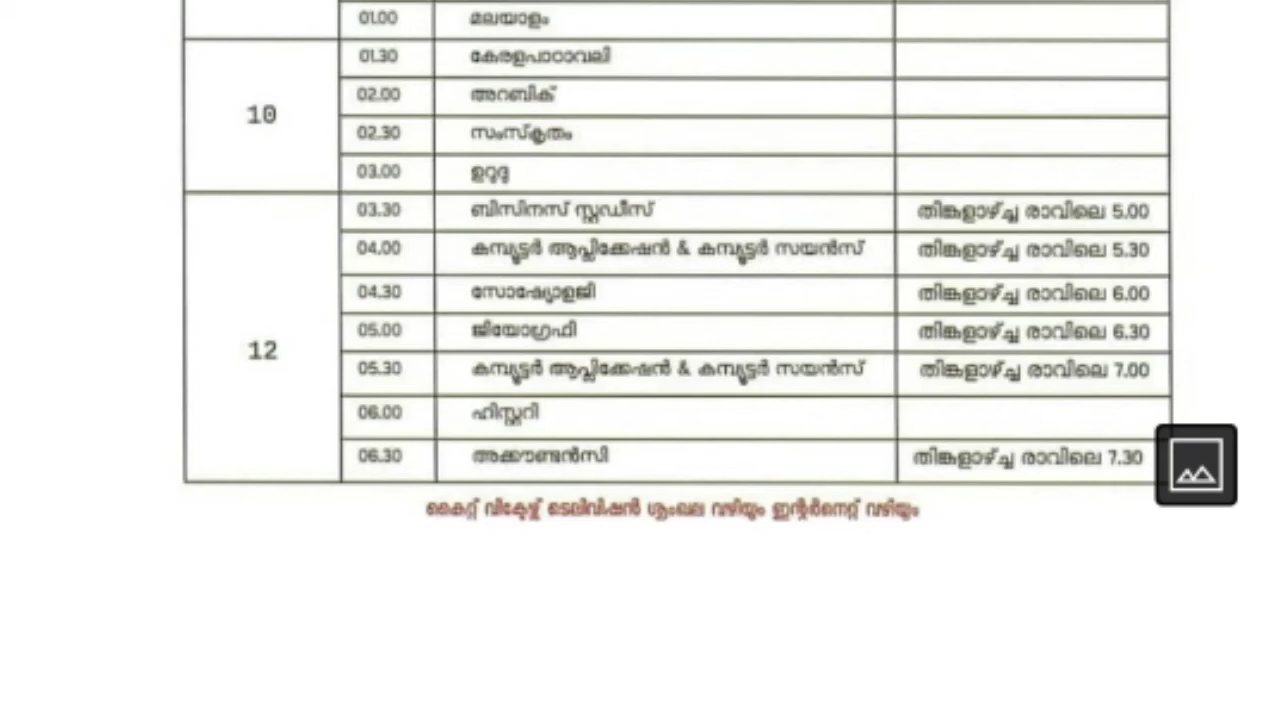 01.00 മലയാളം
10
01.30 കേരളപാഠാവലി
02.00 അറബിക്
02.30 സംസ്കൃതം
03.00 ഉറുദു
12
03.30 ബിസിനസ് സ്റ്റഡീസ് തിങ്കളാഴ്ച്ച രാവിലെ 5.00
04.00 കമ്പ്യൂട്ടർ ആപ്ലിക്കേഷൻ & കമ്പ്യൂട്ടർ സയൻസ് തിങ്കളാഴ്ച്ച രാവിലെ 5.30
04.30 സോഷ്യോളജി തിങ്കളാഴ്ച്ച രാവിലെ 6.00
05.00 ജിയോഗ്രഫി തിങ്കളാഴ്ച്ച രാവിലെ 6.30
05.30 കമ്പ്യൂട്ടർ ആപ്ലിക്കേഷൻ & കമ്പ്യൂട്ടർ സയൻസ് തിങ്കളാഴ്ച്ച രാവിലെ 7.00
06.00 ഹിസ്റ്ററി
06.30 അക്കൗണ്ടൻസി തിങ്കളാഴ്ച്ച രാവിലെ 7.30
കൈറ്റ് വിക്ടേഴ്സ് ടെലിവിഷൻ ശൃംഖല വഴിയും ഇന്റർനെറ്റ് വഴിയും